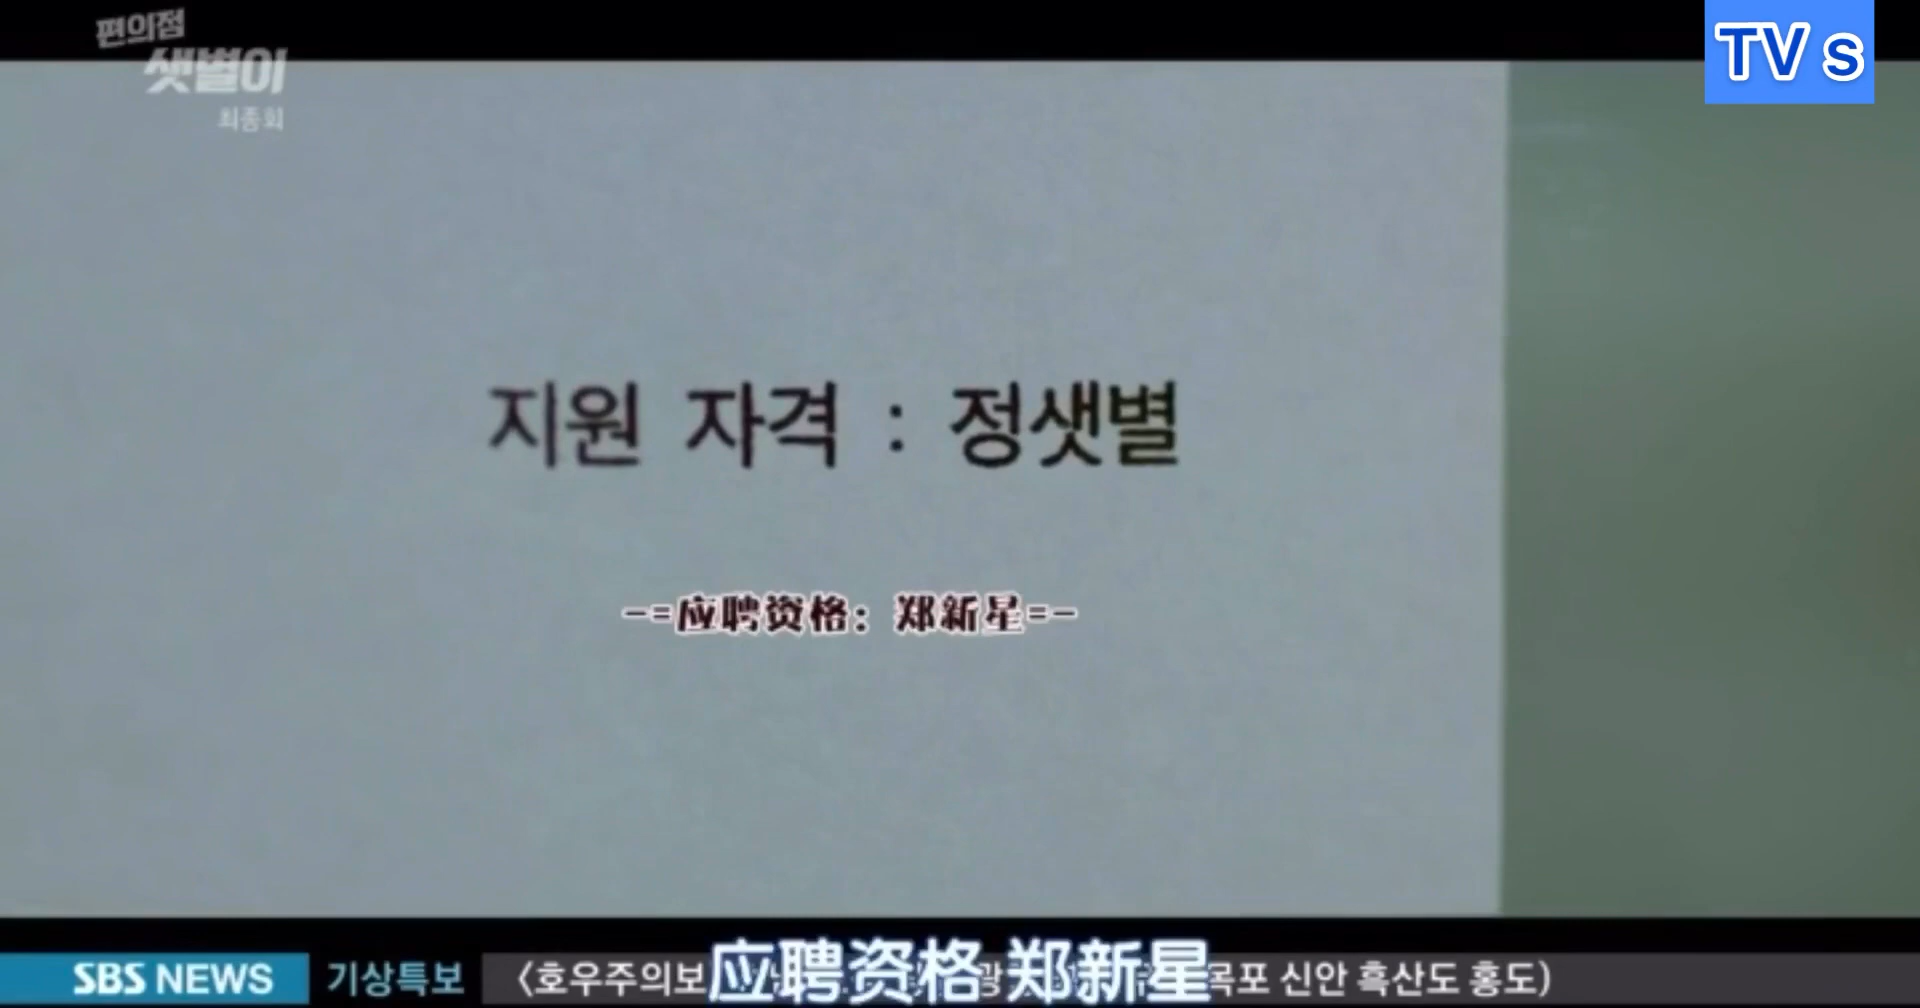 편의점
샛별이
최종회
TV s
지원 자격 : 정샛별
-=应聘资格：郑新星=-
应聘资格 郑新星
SBS NEWS 기상특보 〈호우주의보 목포 신안 흑산도 홍도)